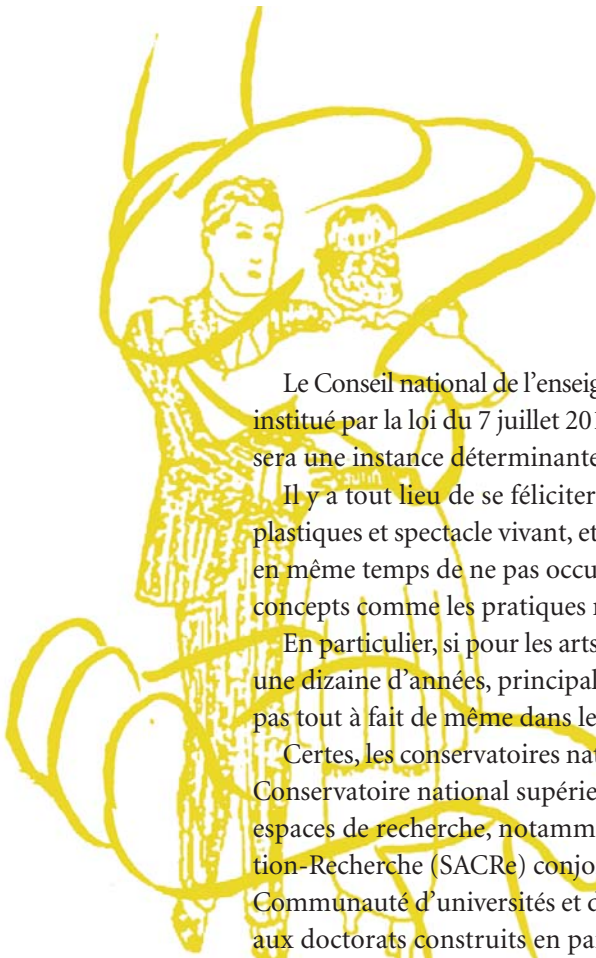 Le Conseil national de l'enseig
institué par la loi du 7 juillet 201
sera une instance déterminante
Il y a tout lieu de se féliciter
plastiques et spectacle vivant, et
en même temps de ne pas occu
concepts comme les pratiques
En particulier, si pour les arts
une dizaine d'années, principal
pas tout à fait de même dans le
Certes, les conservatoires nat
Conservatoire national supérie
espaces de recherche, notamm
tion-Recherche (SACRe) conjo
Communauté d'universités et
aux doctorats construits en par